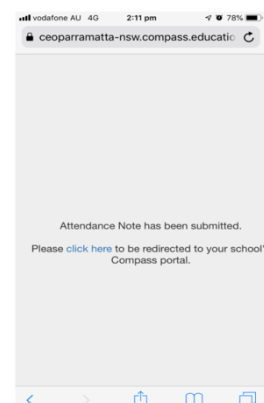 vodafone AU 4G 2:11 pm 78%
ceoparramatta-nsw.compass.educatio
Attendance Note has been submitted.
Please click here to be redirected to your school'
Compass portal.